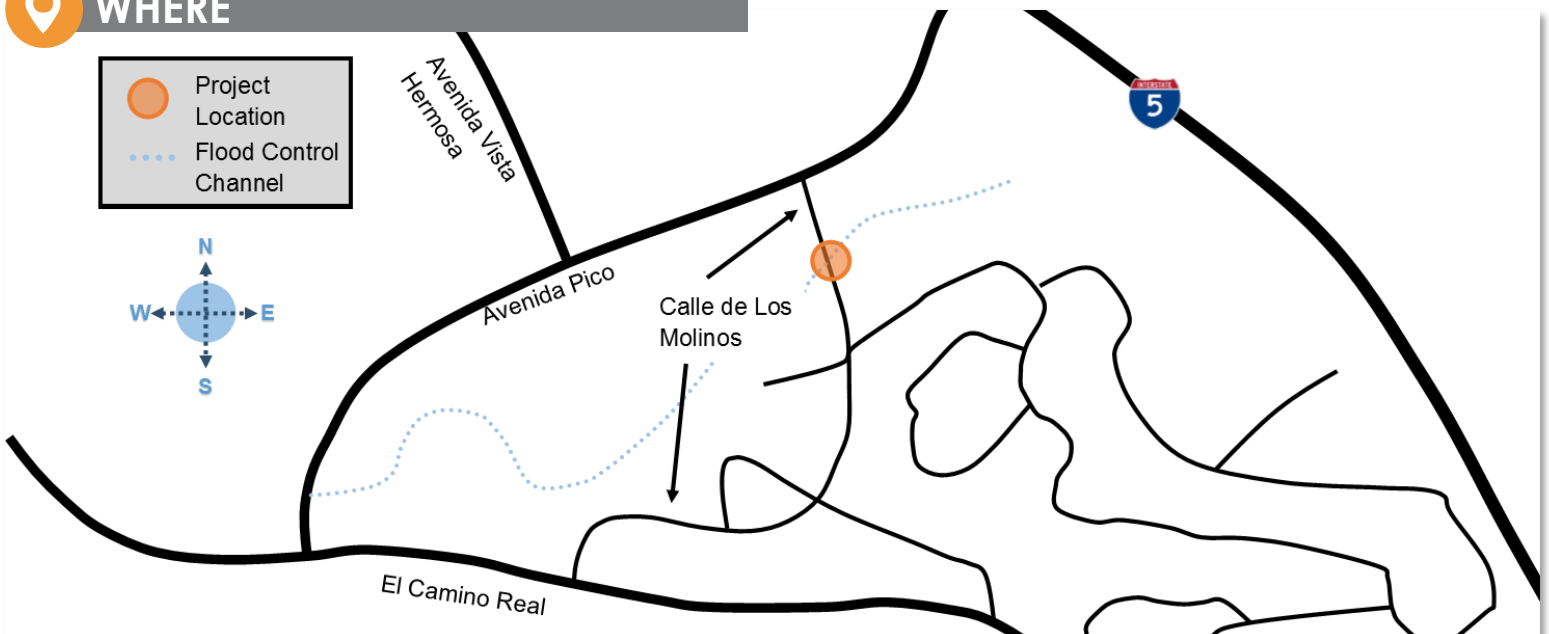 WHERE
Project
Location
Flood Control
Channel
Avenida Vista
Hermosa
INTERSTATE
5
N
W
E
S
Avenida Pico
Calle de Los
Molinos
El Camino Real